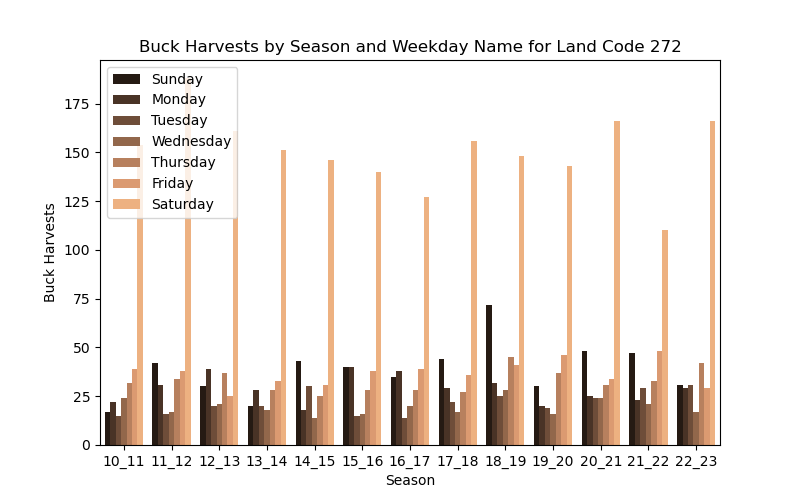 Buck Harvests by Season and Weekday Name for Land Code 272
Sunday
Monday
Tuesday
Wednesday
Thursday
Friday
Saturday
175
150
125
100
75
50
25
0
Buck Harvests
10_11 11_12 12_13 13_14 14_15 15_16 16_17 17_18 18_19 19_20 20_21 21_22 22_23
Season